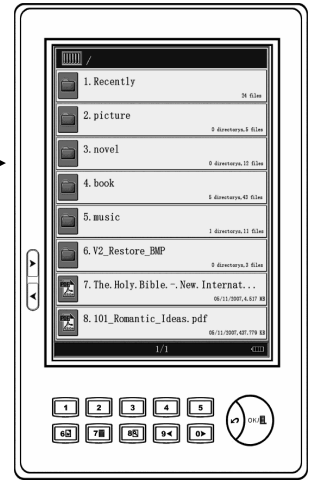 /
1.Recently
24 files
2.picture
0 directorys,5 files
3.novel
0 directorys,12 files
4.book
5 directorys,43 files
5.music
1 directorys,11 files
6.V2_Restore_BMP
0 directorys,3 files
7.The.Holy.Bible.-.New.Internat...
05/11/2007,4.517 MB
8.101_Romantic_Ideas.pdf
05/11/2007,437.779 KB
1/1
1 2 3 4 5
OK/
6 7 8 9 0